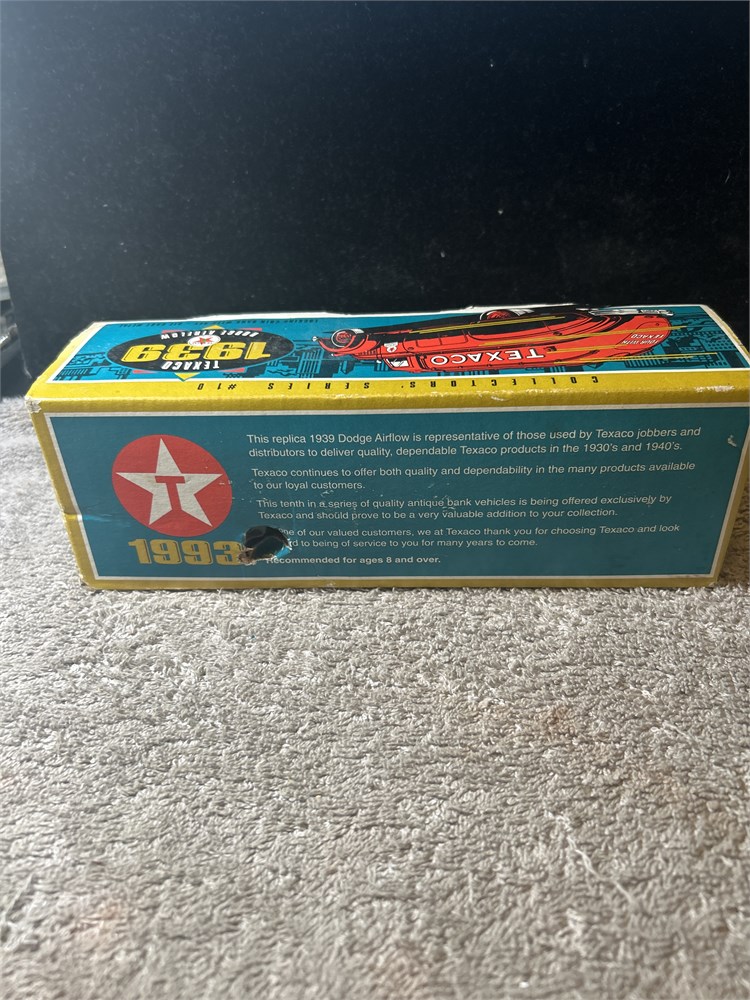 TEXACO
1939
DODGE AIRFLOW
TEXACO
YOUR WITH
TEXACO
COLLECTORS' SERIES #10
T
1993
This replica 1939 Dodge Airflow is representative of those used by Texaco jobbers and
distributors to deliver quality, dependable Texaco products in the 1930's and 1940's.
Texaco continues to offer both quality and dependability in the many products available
to our loyal customers.
This tenth in a series of quality antique bank vehicles is being offered exclusively by
Texaco and should prove to be a very valuable addition to your collection.
of our valued customers, we at Texaco thank you for choosing Texaco and look
to being of service to you for many years to come.
Recommended for ages 8 and over.